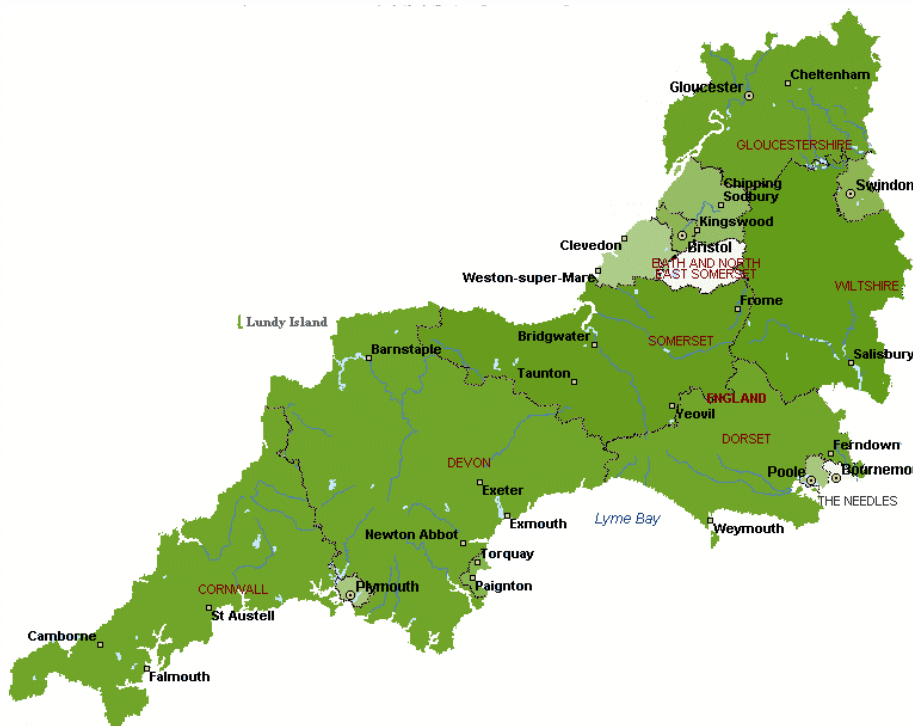 Cheltenham
Gloucester
GLOUCESTERSHIRE
Chipping
Sodbury
Swindon
Kingswood
Clevedon
Bristol
BATH AND NORTH
EAST SOMERSET
Weston-super-Mare
WILTSHIRE
Frome
Lundy Island
Bridgwater
SOMERSET
Barnstaple
Salisbury
Taunton
ENGLAND
Yeovil
DORSET
Ferndown
DEVON
Poole
Bournemou
Exeter
THE NEEDLES
Exmouth
Lyme Bay
Weymouth
Newton Abbot
Torquay
Paignton
Plymouth
CORNWALL
St Austell
Camborne
Falmouth